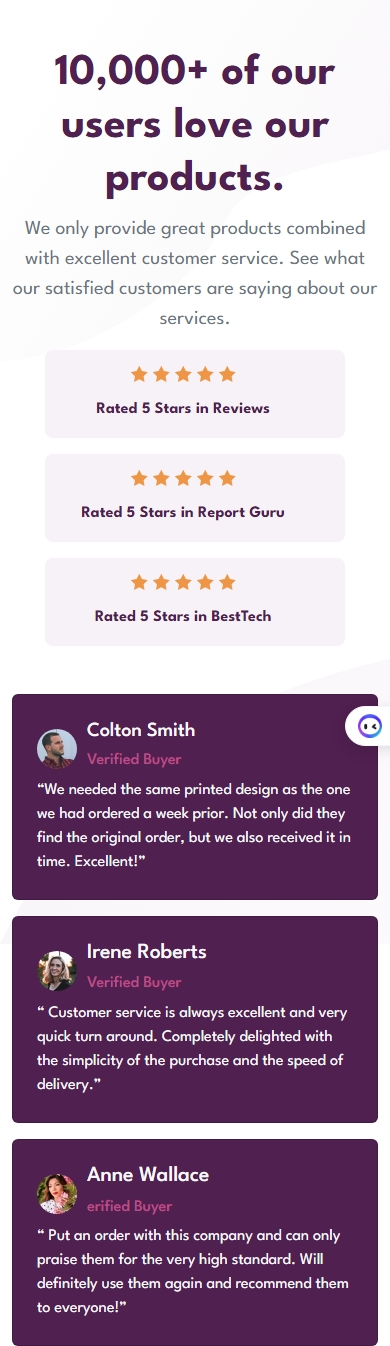 10,000+ of our
users love our
products.
We only provide great products combined
with excellent customer service. See what
our satisfied customers are saying about our
services.
Rated 5 Stars in Reviews
Rated 5 Stars in Report Guru
Rated 5 Stars in BestTech
Colton Smith
Verified Buyer
“We needed the same printed design as the one
we had ordered a week prior. Not only did they
find the original order, but we also received it in
time. Excellent!”
Irene Roberts
Verified Buyer
“ Customer service is always excellent and very
quick turn around. Completely delighted with
the simplicity of the purchase and the speed of
delivery.”
Anne Wallace
erified Buyer
“ Put an order with this company and can only
praise them for the very high standard. Will
definitely use them again and recommend them
to everyone!”